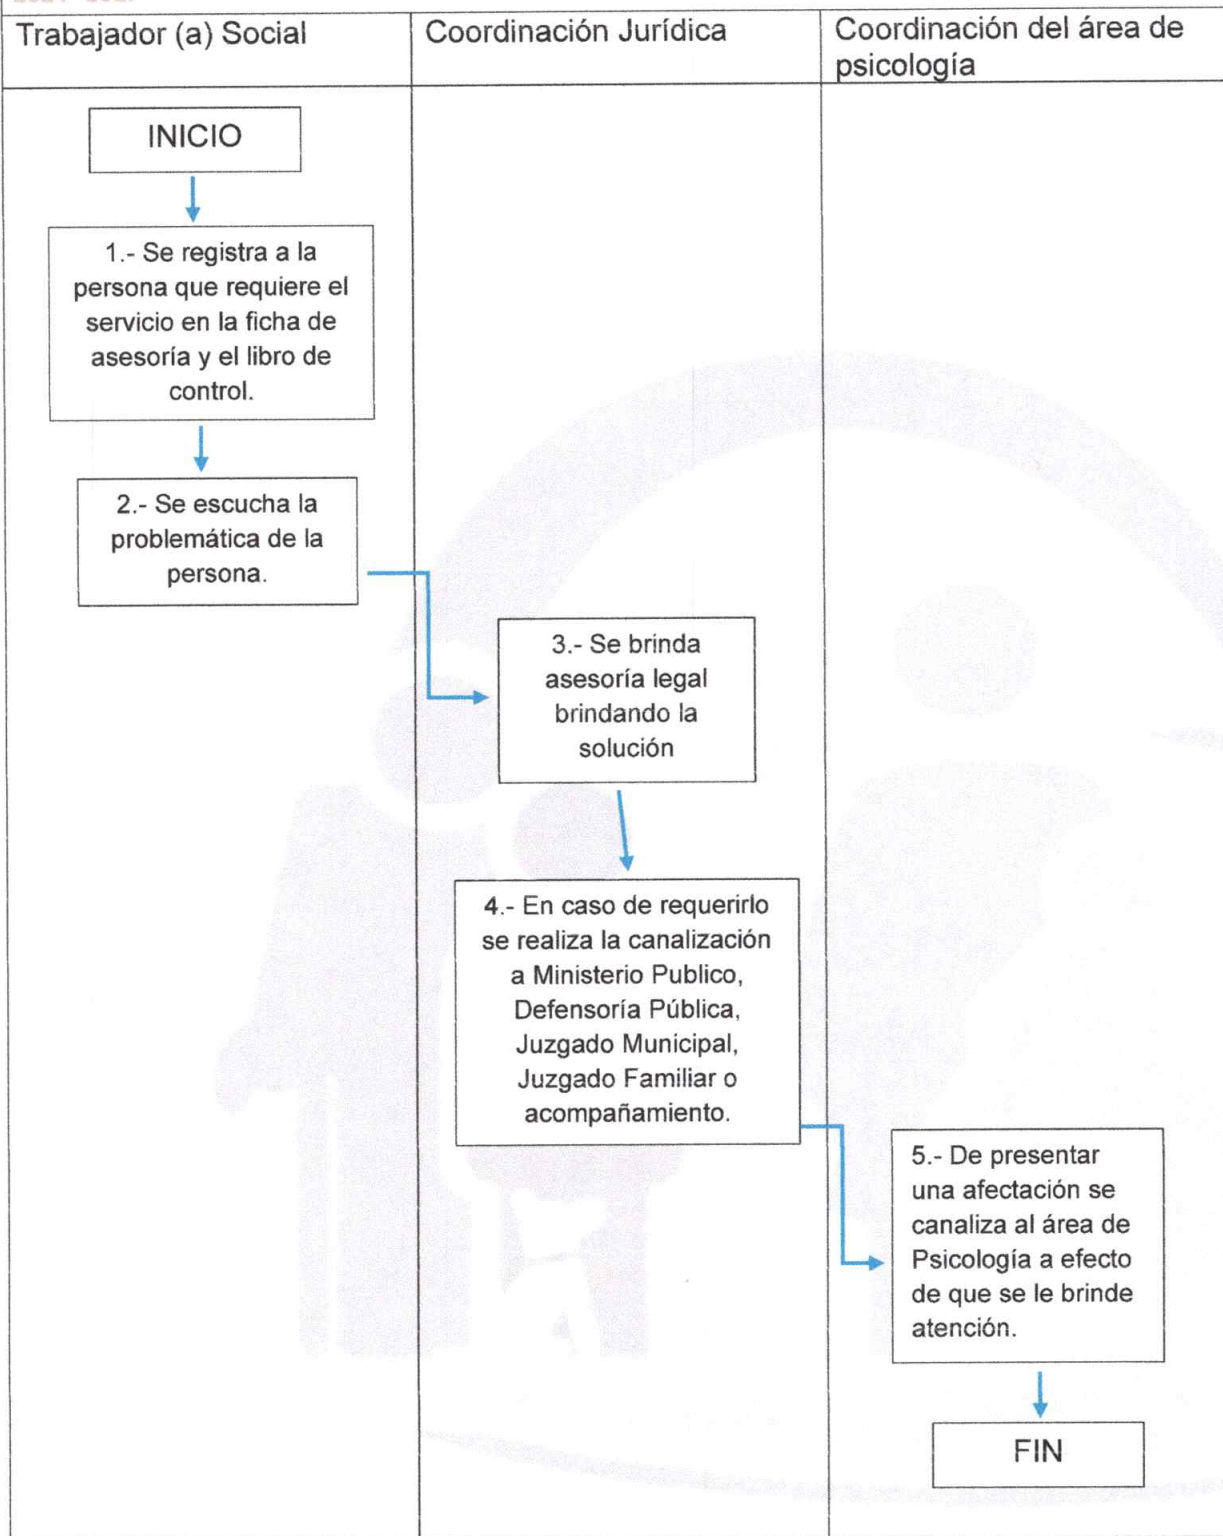 Trabajador (a) Social
Coordinación Jurídica
Coordinación del área de
psicología
INICIO
1.- Se registra a la
persona que requiere el
servicio en la ficha de
asesoría y el libro de
control.
2.- Se escucha la
problemática de la
persona.
3.- Se brinda
asesoría legal
brindando la
solución
4.- En caso de requerirlo
se realiza la canalización
a Ministerio Publico,
Defensoría Pública,
Juzgado Municipal,
Juzgado Familiar o
acompañamiento.
5.- De presentar
una afectación se
canaliza al área de
Psicología a efecto
de que se le brinde
atención.
FIN